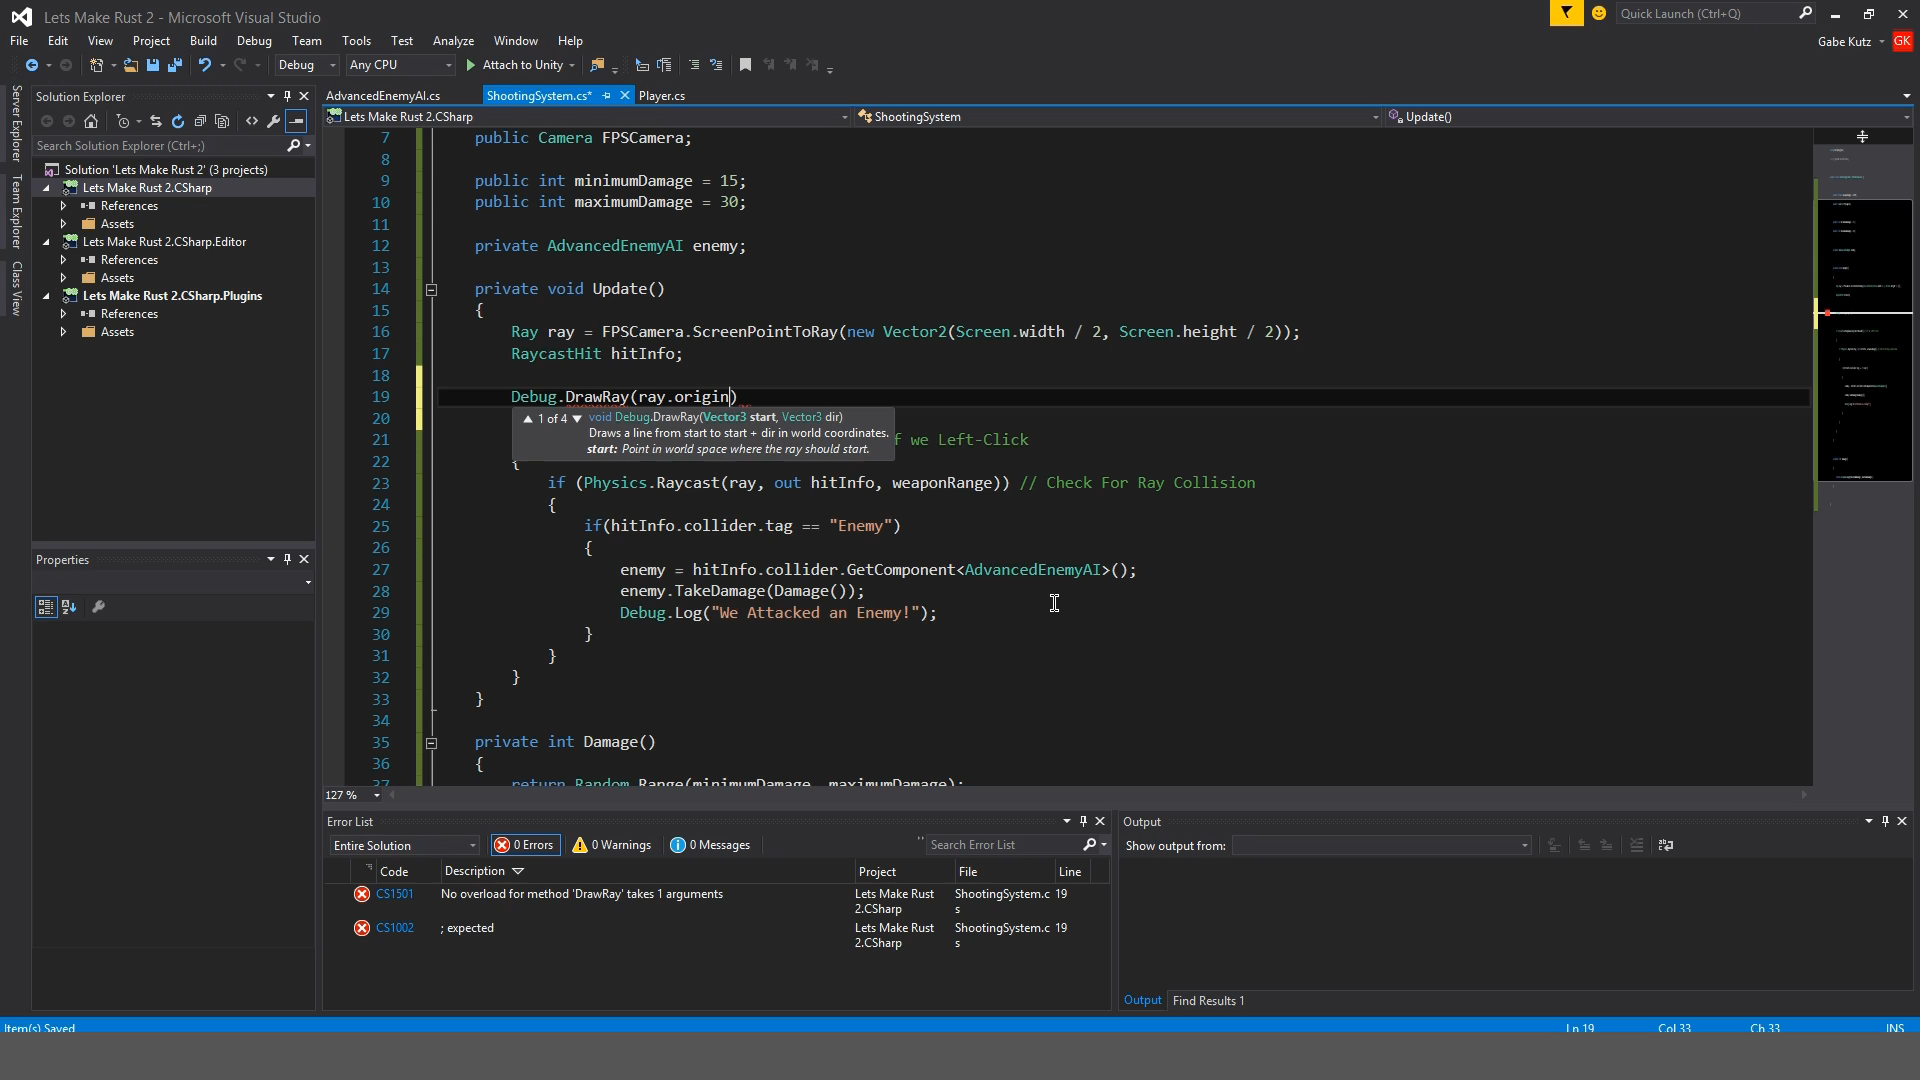 Lets Make Rust 2 - Microsoft Visual Studio
Quick Launch (Ctrl+Q)
File Edit View Project Build Debug Team Tools Test Analyze Window Help
Gabe Kutz GK
Debug Any CPU Attach to Unity
Server Explorer
Team Explorer
Class View
Solution Explorer
Search Solution Explorer (Ctrl+;)
Solution 'Lets Make Rust 2' (3 projects)
Lets Make Rust 2.CSharp
References
Assets
Lets Make Rust 2.CSharp.Editor
References
Assets
Lets Make Rust 2.CSharp.Plugins
References
Assets
Properties
AdvancedEnemyAI.cs ShootingSystem.cs* Player.cs
Lets Make Rust 2.CSharp ShootingSystem Update()
7 public Camera FPSCamera;
8
9 public int minimumDamage = 15;
10 public int maximumDamage = 30;
11
12 private AdvancedEnemyAI enemy;
13
14 private void Update()
15 {
16 Ray ray = FPSCamera.ScreenPointToRay(new Vector2(Screen.width / 2, Screen.height / 2));
17 RaycastHit hitInfo;
18
19 Debug.DrawRay(ray.origin)
20
1 of 4 void Debug.DrawRay(Vector3 start, Vector3 dir)
Draws a line from start to start + dir in world coordinates.
start: Point in world space where the ray should start.
21 f we Left-Click
22 {
23 if (Physics.Raycast(ray, out hitInfo, weaponRange)) // Check For Ray Collision
24 {
25 if(hitInfo.collider.tag == "Enemy")
26 {
27 enemy = hitInfo.collider.GetComponent<AdvancedEnemyAI>();
28 enemy.TakeDamage(Damage());
29 Debug.Log("We Attacked an Enemy!");
30 }
31 }
32 }
33 }
34
35 private int Damage()
36 {
37 return Random.Range(minimumDamage, maximumDamage);
127 %
Error List
Entire Solution 0 Errors 0 Warnings 0 Messages Search Error List
Code Description Project File Line
CS1501 No overload for method 'DrawRay' takes 1 arguments Lets Make Rust ShootingSystem.c 19
2.CSharp s
CS1002 ; expected Lets Make Rust ShootingSystem.c 19
2.CSharp s
Output
Show output from:
Output Find Results 1
Item(s) Saved Ln 19 Col 33 Ch 33 INS